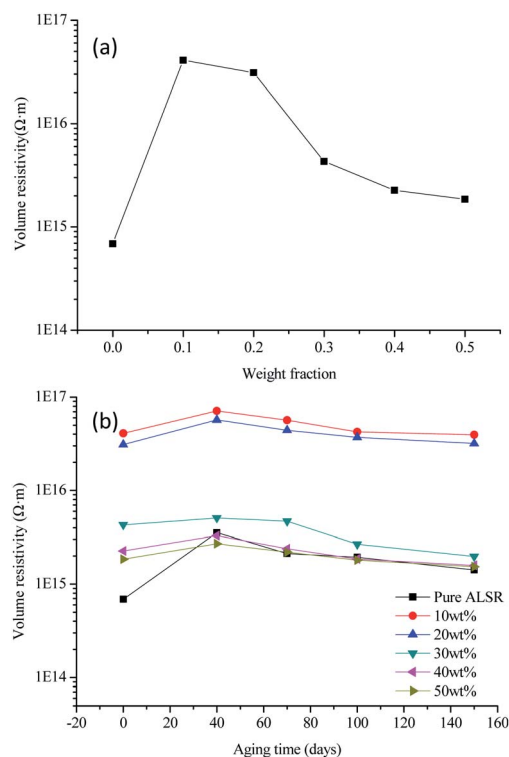 (a)
1E17
1E16
1E15
1E14
Volume resistivity(Ω·m)
0.0 0.1 0.2 0.3 0.4 0.5
Weight fraction
(b)
1E17
1E16
1E15
1E14
Volume resistivity (Ω·m)
Pure ALSR
10wt%
20wt%
30wt%
40wt%
50wt%
-20 0 20 40 60 80 100 120 140 160
Aging time (days)